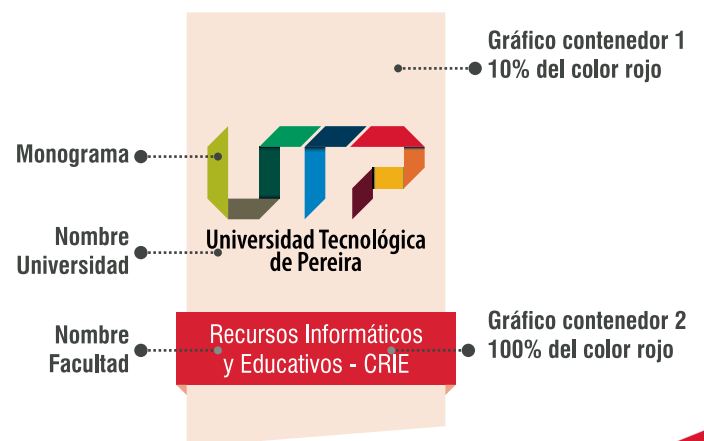 Gráfico contenedor 1
10% del color rojo
Monograma
UTP
Nombre
Universidad
Universidad Tecnológica
de Pereira
Nombre
Facultad
Recursos Informáticos
y Educativos - CRIE
Gráfico contenedor 2
100% del color rojo